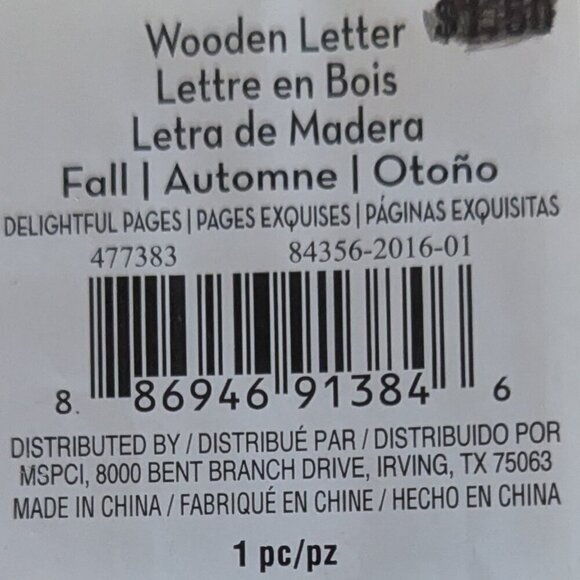 Wooden Letter
Lettre en Bois
Letra de Madera
Fall | Automne | Otoño
DELIGHTFUL PAGES | PAGES EXQUISES | PÁGINAS EXQUISITAS
477383 84356-2016-01
8 86946 91384 6
DISTRIBUTED BY / DISTRIBUÉ PAR / DISTRIBUIDO POR
MSPCI, 8000 BENT BRANCH DRIVE, IRVING, TX 75063
MADE IN CHINA / FABRIQUÉ EN CHINE / HECHO EN CHINA
1 pc/pz